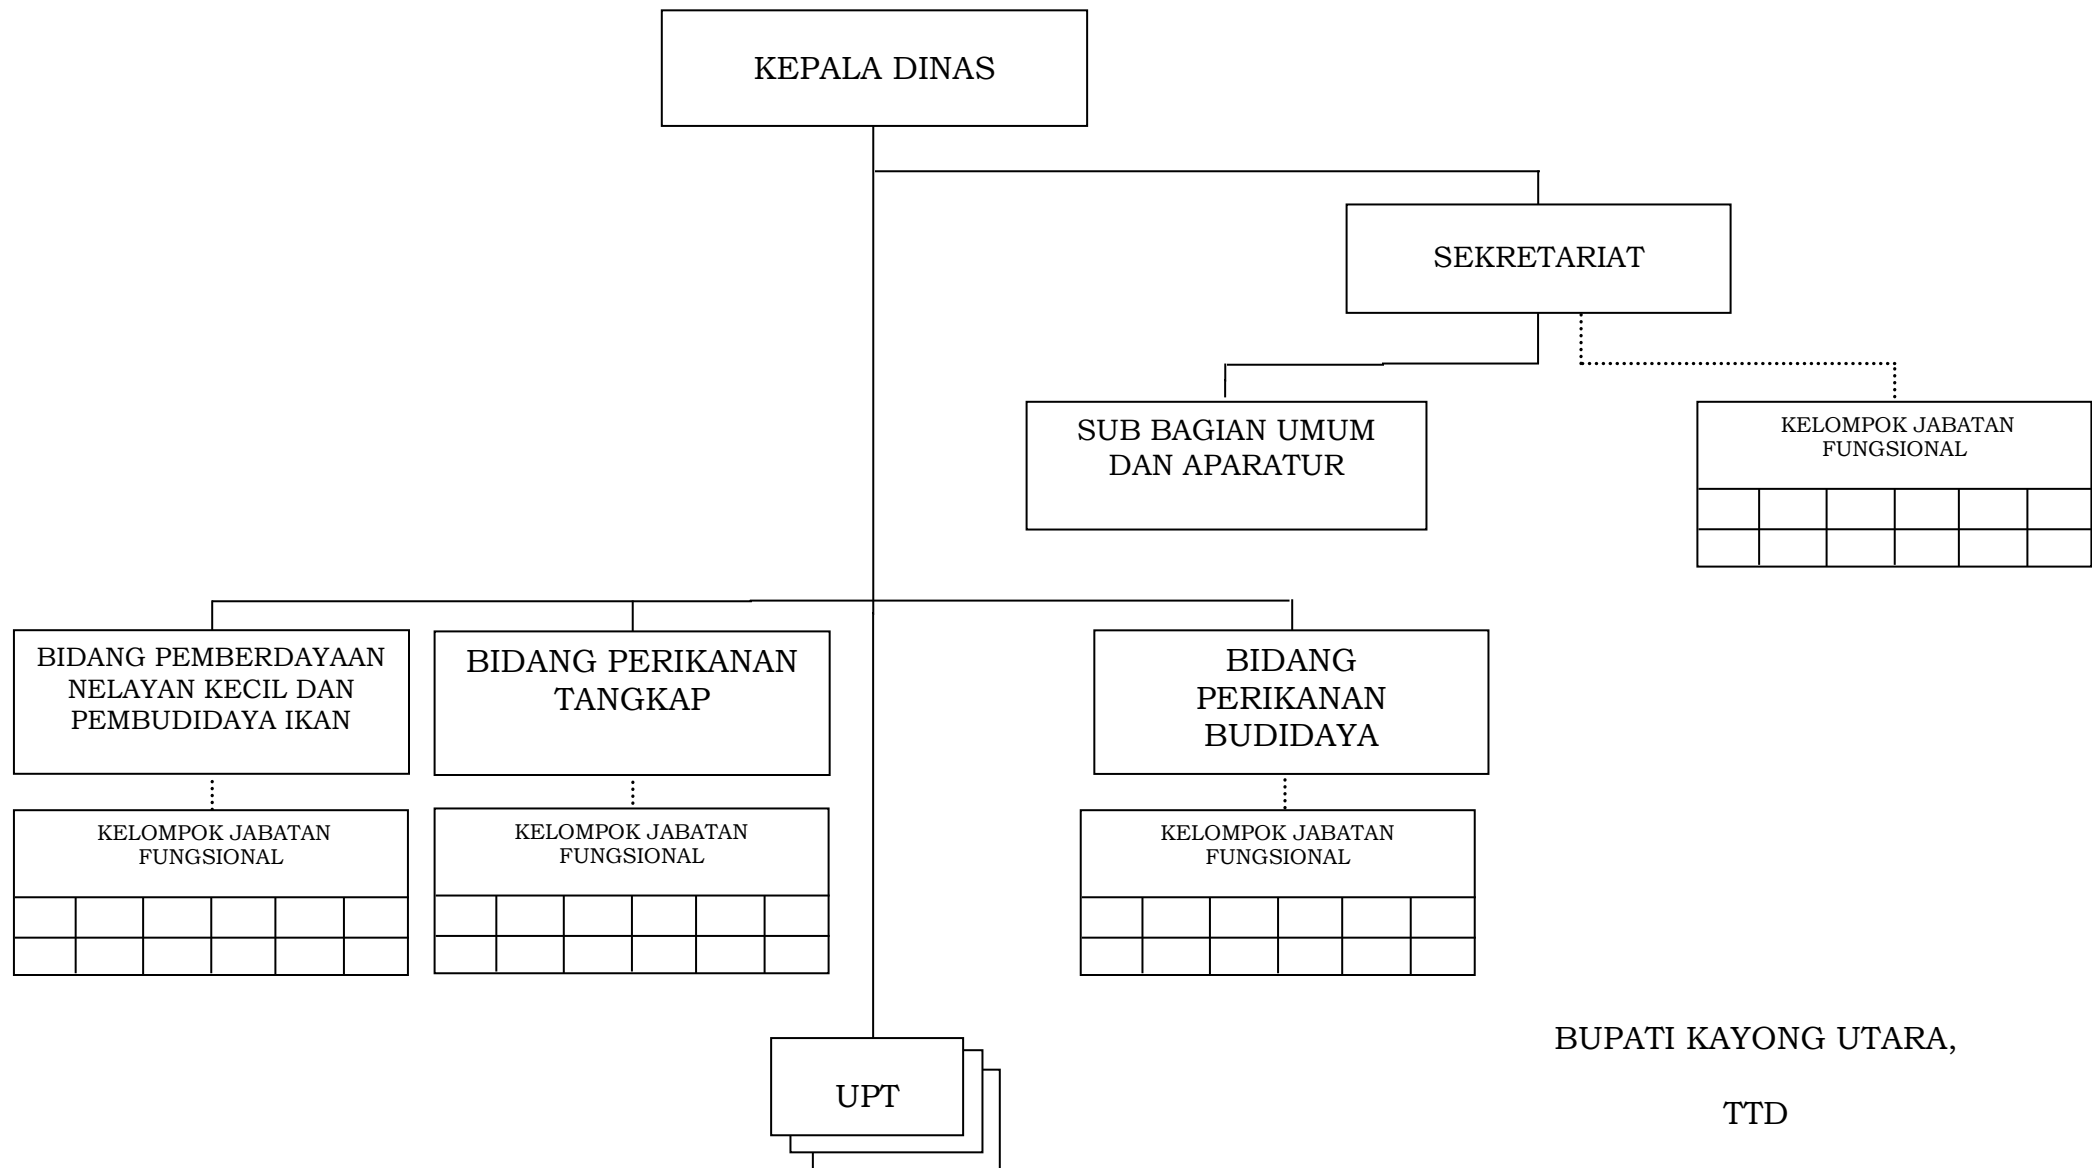 KEPALA DINAS
SEKRETARIAT
SUB BAGIAN UMUM
DAN APARATUR
KELOMPOK JABATAN
FUNGSIONAL
BIDANG PEMBERDAYAAN
NELAYAN KECIL DAN
PEMBUDIDAYA IKAN
BIDANG PERIKANAN
TANGKAP
BIDANG
PERIKANAN
BUDIDAYA
KELOMPOK JABATAN
FUNGSIONAL
KELOMPOK JABATAN
FUNGSIONAL
KELOMPOK JABATAN
FUNGSIONAL
UPT
BUPATI KAYONG UTARA,
TTD